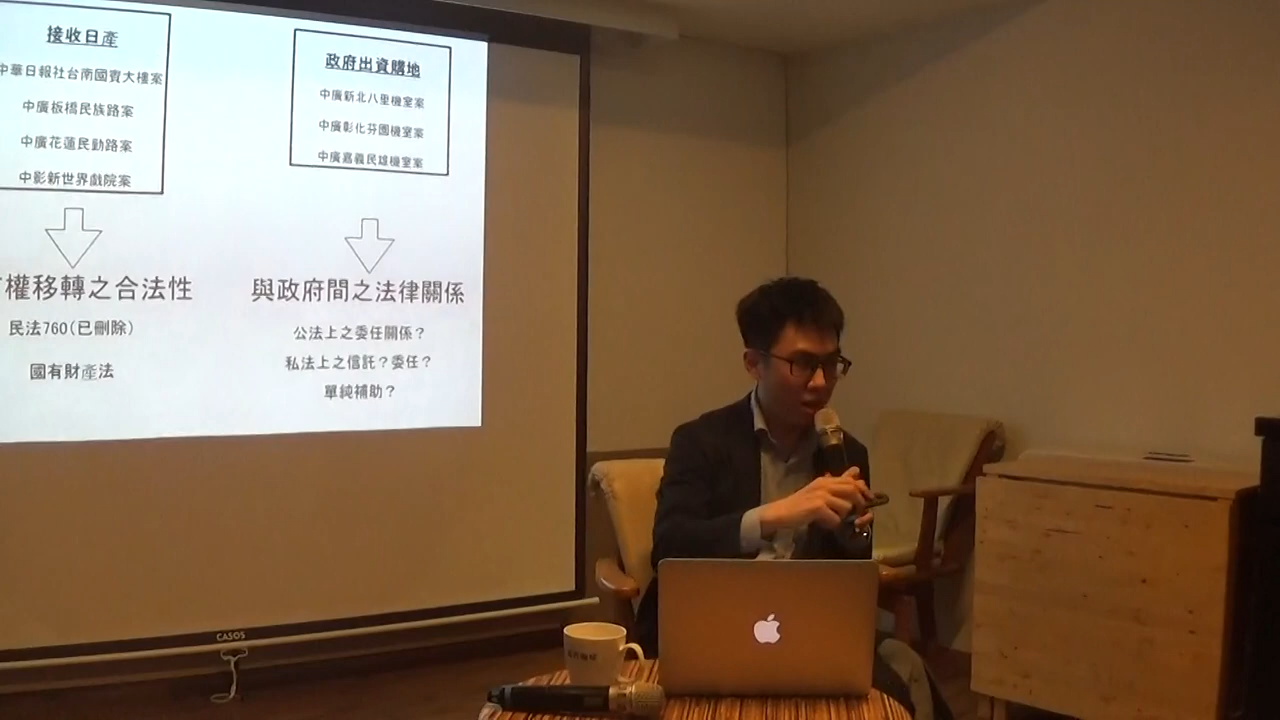 接收日產
中華日報社台南國賓大樓案
中廣板橋民族路案
中廣花蓮民勤路案
中影新世界戲院案
權移轉之合法性
民法760(已刪除)
國有財產法
政府出資購地
中廣新北八里機室案
中廣彰化芬園機室案
中廣嘉義民雄機室案
與政府間之法律關係
公法上之委任關係？
私法上之信託？委任？
單純補助？
CASOS